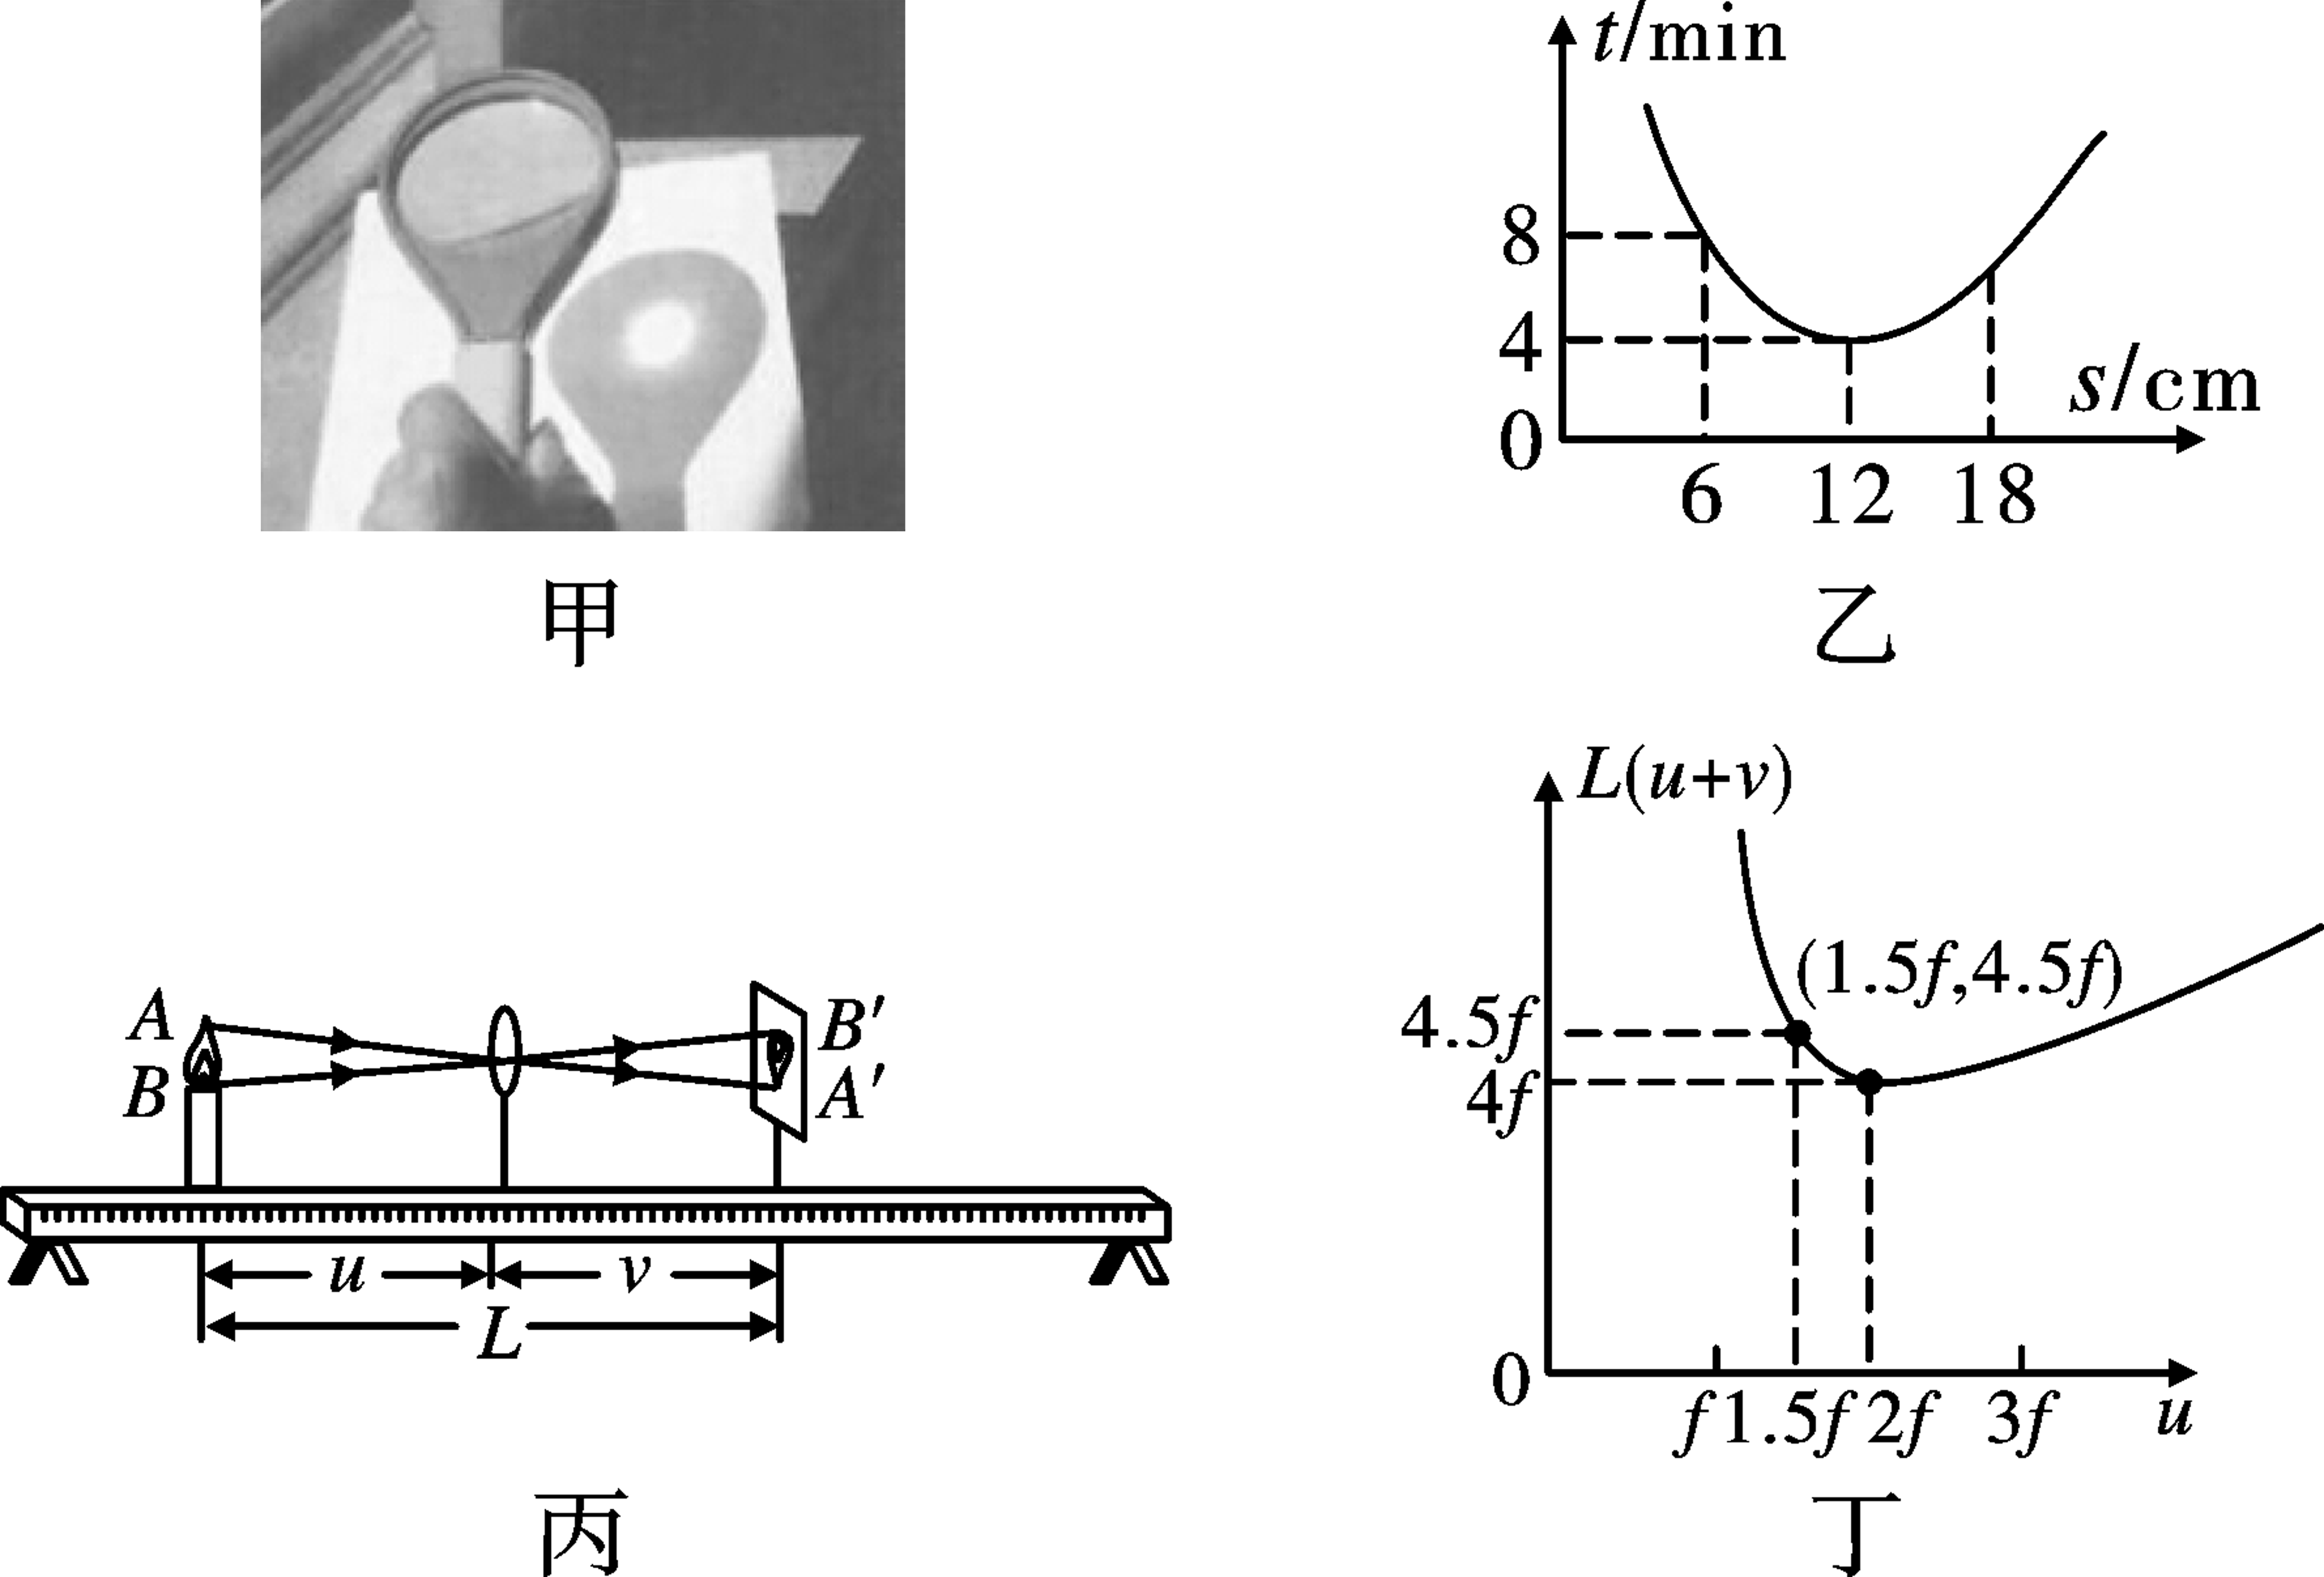 t/min
8
4
0
6 12 18
s/cm
甲
乙
A
B
B′
A′
u
v
L
丙
L(u+v)
(1.5f,4.5f)
4.5f
4f
0
f 1.5f 2f 3f
u
丁